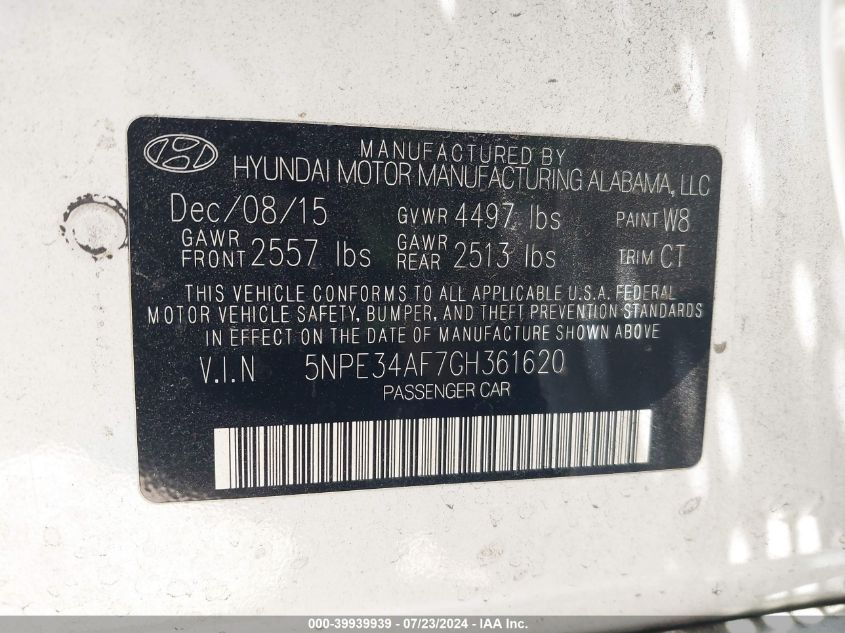 MANUFACTURED BY
HYUNDAI MOTOR MANUFACTURING ALABAMA, LLC
Dec/08/15 GVWR 4497 lbs PAINT W8
GAWR FRONT 2557 lbs GAWR REAR 2513 lbs TRIM CT
THIS VEHICLE CONFORMS TO ALL APPLICABLE U.S.A. FEDERAL
MOTOR VEHICLE SAFETY, BUMPER, AND THEFT PREVENTION STANDARDS
IN EFFECT ON THE DATE OF MANUFACTURE SHOWN ABOVE.
V.I.N 5NPE34AF7GH361620
PASSENGER CAR
000-39939939 - 07/23/2024 - IAA Inc.